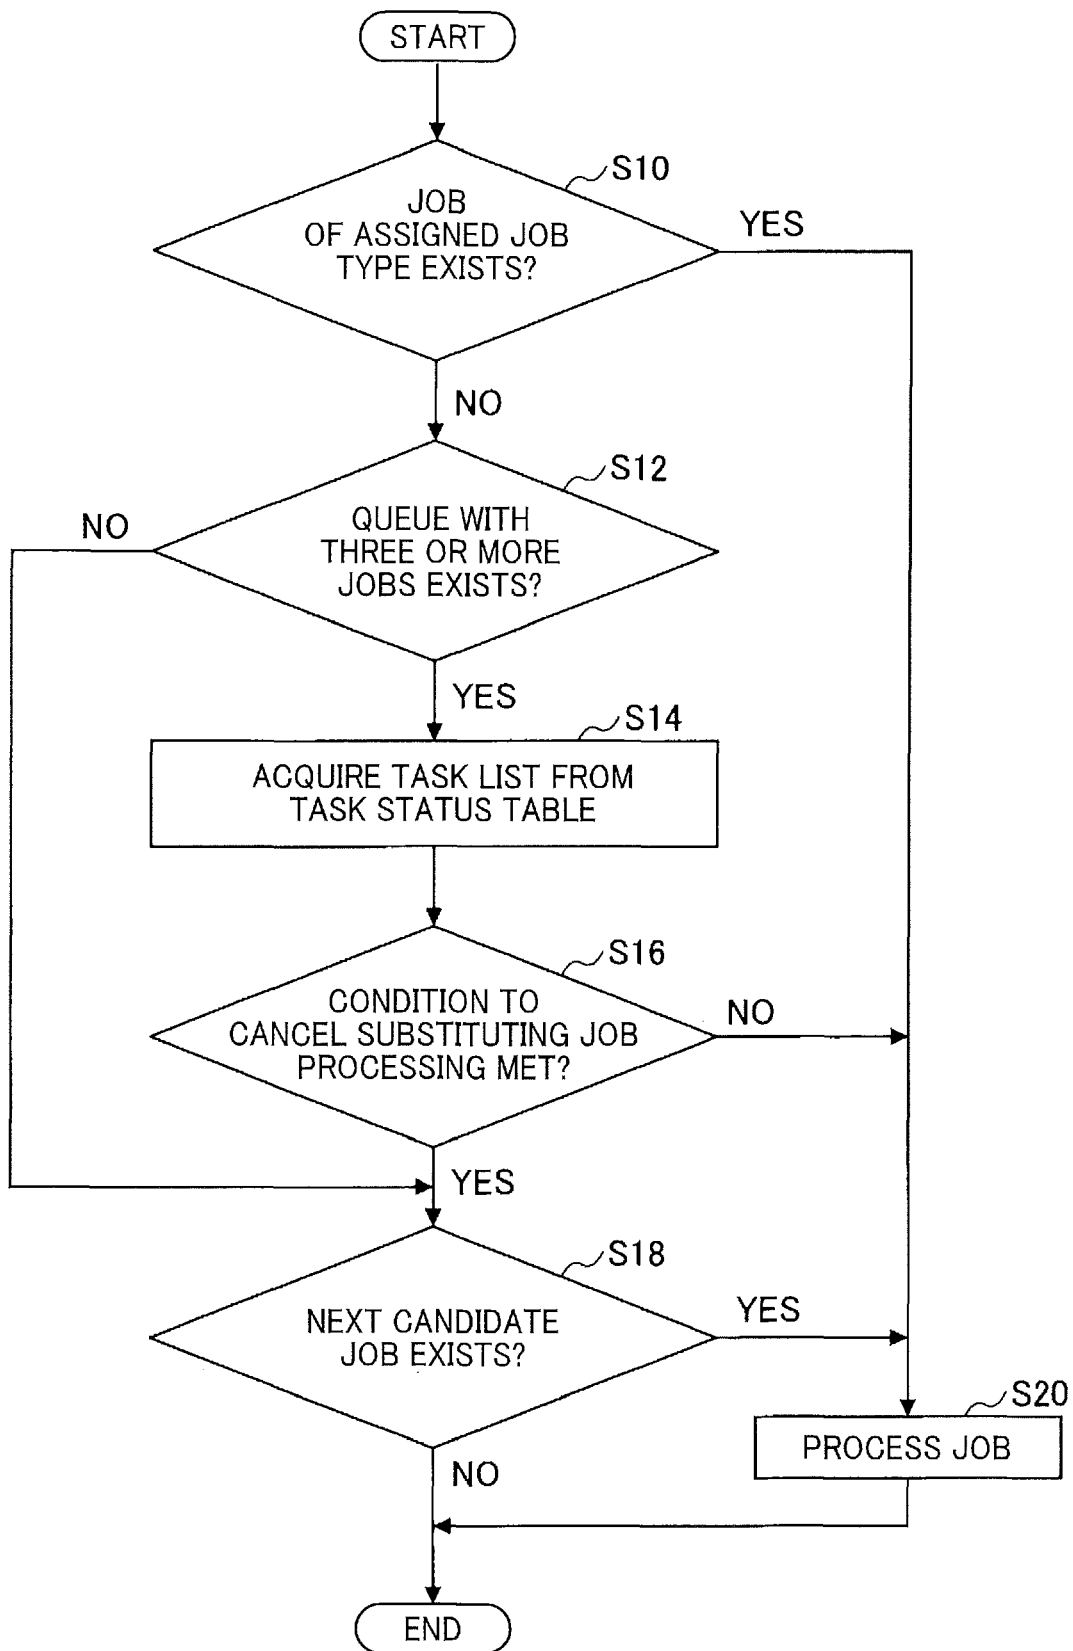 START
S10
JOB
OF ASSIGNED JOB
TYPE EXISTS?
YES
NO
S12
QUEUE WITH
THREE OR MORE
JOBS EXISTS?
NO
YES
S14
ACQUIRE TASK LIST FROM
TASK STATUS TABLE
S16
CONDITION TO
CANCEL SUBSTITUTING JOB
PROCESSING MET?
NO
YES
S18
NEXT CANDIDATE
JOB EXISTS?
YES
NO
S20
PROCESS JOB
END